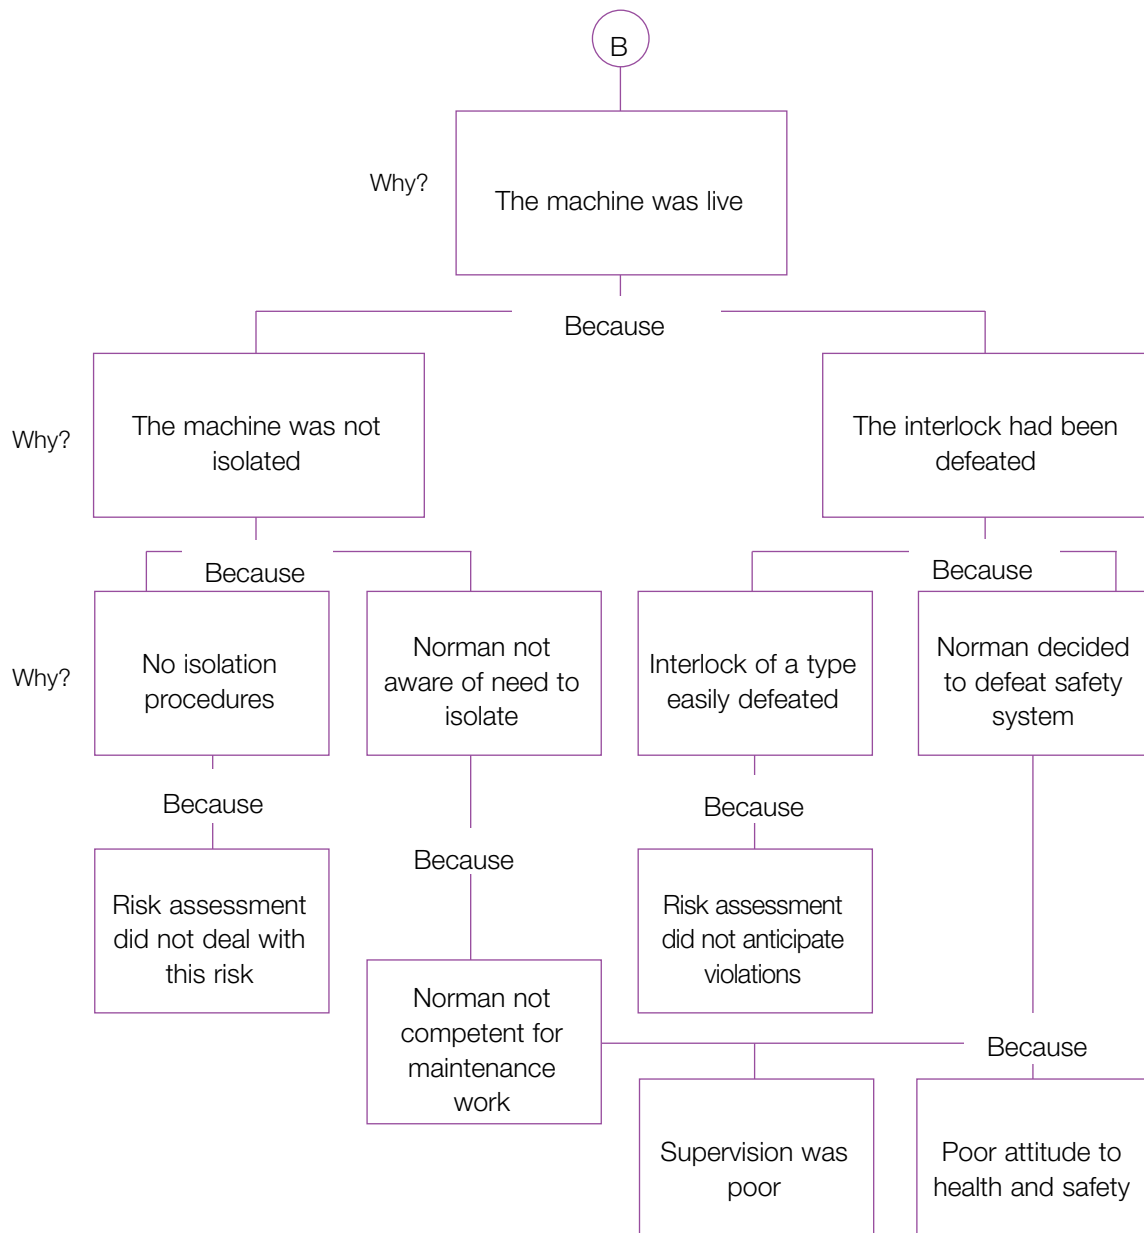 B
Why?
The machine was live
Because
Why?
The machine was not
isolated
The interlock had been
defeated
Because
Because
Why?
No isolation
procedures
Norman not
aware of need to
isolate
Interlock of a type
easily defeated
Norman decided
to defeat safety
system
Because
Because
Because
Risk assessment
did not deal with
this risk
Risk assessment
did not anticipate
violations
Norman not
competent for
maintenance
work
Because
Supervision was
poor
Poor attitude to
health and safety